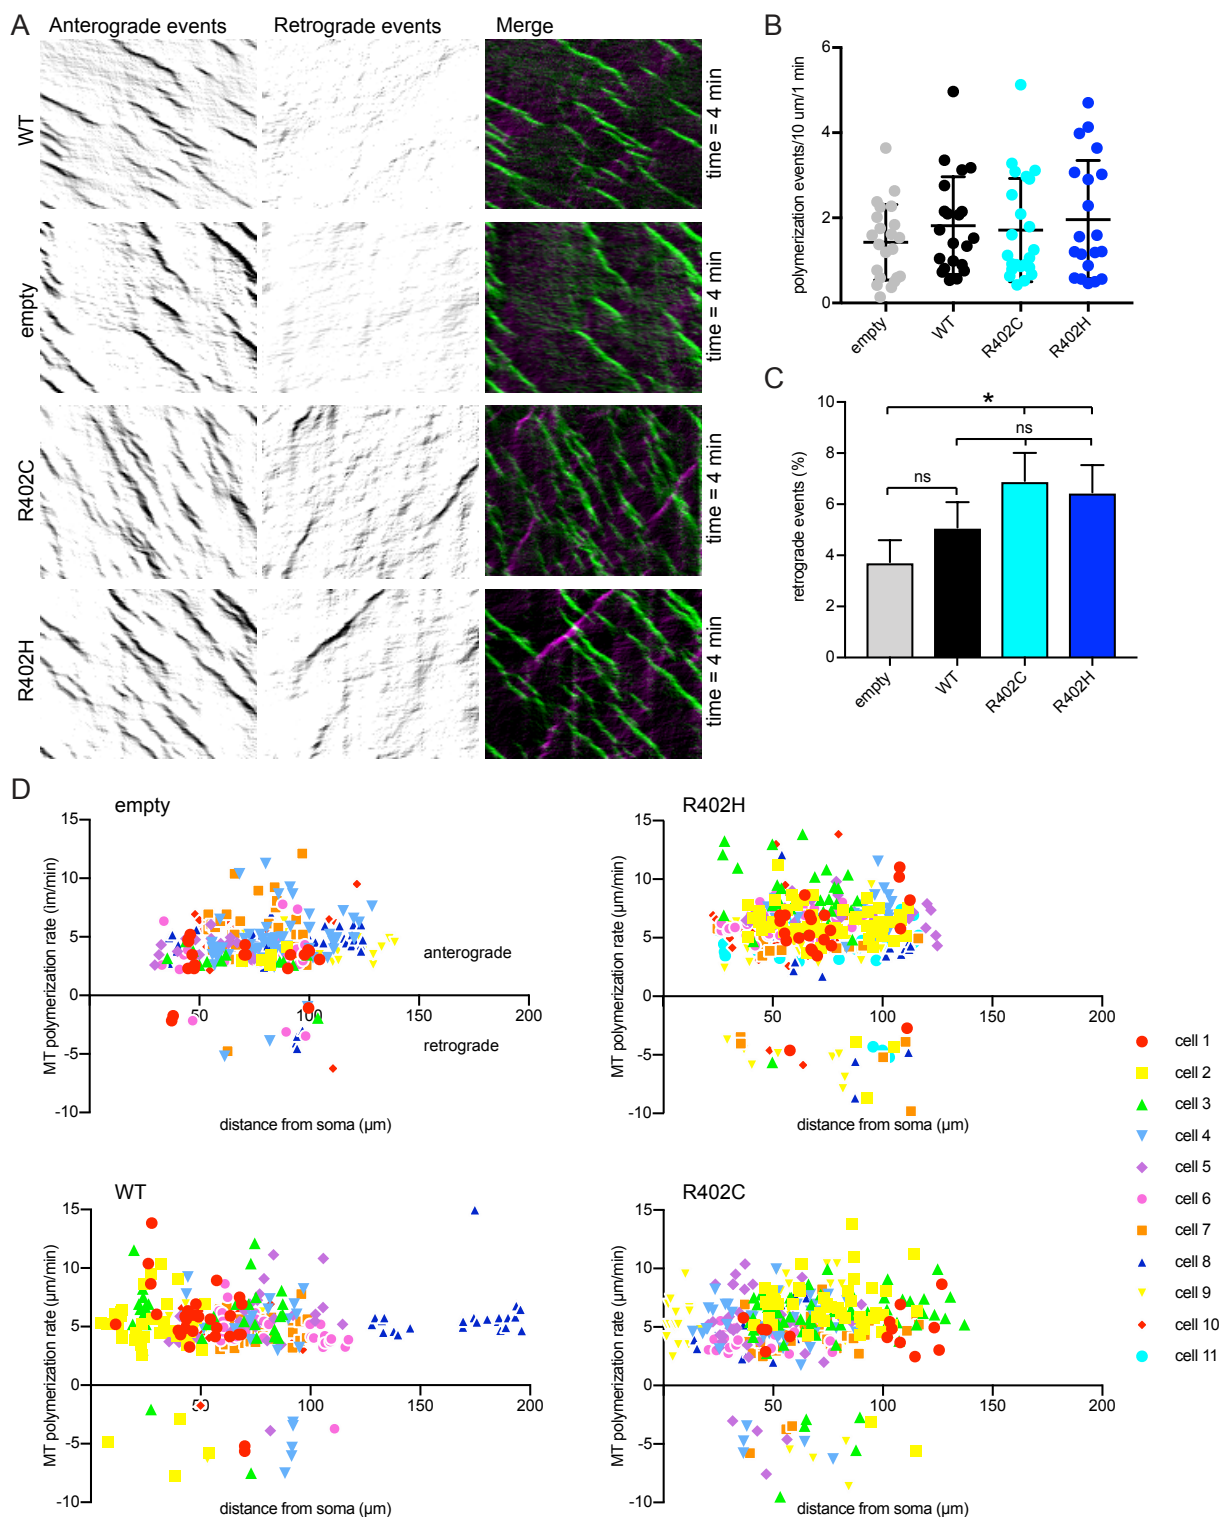 A
Anterograde events
Retrograde events
Merge
WT
time = 4 min
empty
time = 4 min
R402C
time = 4 min
R402H
time = 4 min
B
polymerization events/10 um/1 min
6
4
2
0
empty
WT
R402C
R402H
C
retrograde events (%)
10
8
6
4
2
0
*
ns
ns
empty
WT
R402C
R402H
D
empty
MT polymerization rate (im/min)
15
10
5
0
-5
-10
50
100
150
200
anterograde
retrograde
distance from soma (µm)
R402H
MT polymerization rate (µm/min)
15
10
5
0
-5
-10
50
100
150
200
distance from soma (µm)
WT
MT polymerization rate (µm/min)
15
10
5
0
-5
-10
50
100
150
200
distance from soma (µm)
R402C
MT polymerization rate (µm/min)
15
10
5
0
-5
-10
50
100
150
200
distance from soma (µm)
cell 1
cell 2
cell 3
cell 4
cell 5
cell 6
cell 7
cell 8
cell 9
cell 10
cell 11